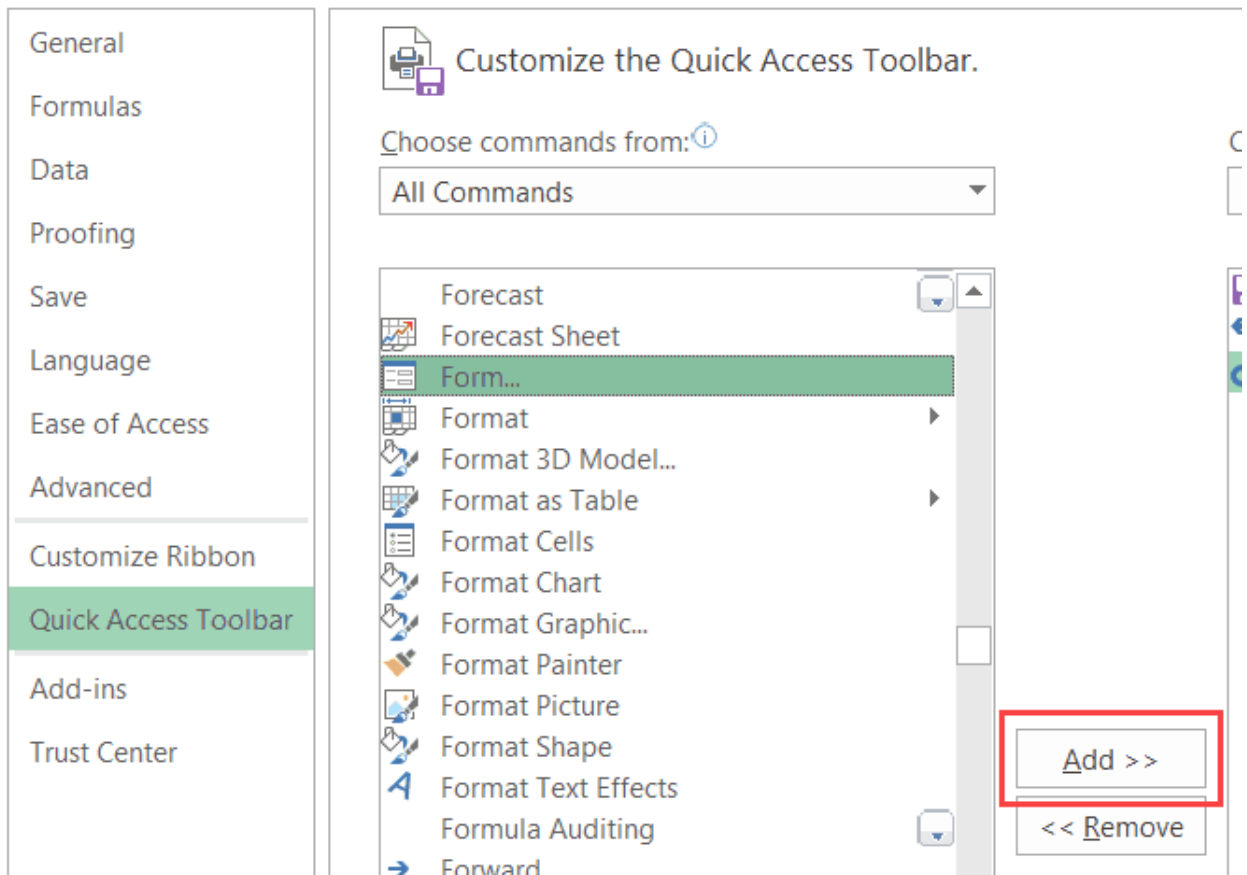 General
Formulas
Data
Proofing
Save
Language
Ease of Access
Advanced
Customize Ribbon
Quick Access Toolbar
Add-ins
Trust Center
Customize the Quick Access Toolbar.
Choose commands from:
All Commands
Forecast
Forecast Sheet
Form...
Format
Format 3D Model...
Format as Table
Format Cells
Format Chart
Format Graphic...
Format Painter
Format Picture
Format Shape
Format Text Effects
Formula Auditing
Forward
Add >>
<< Remove